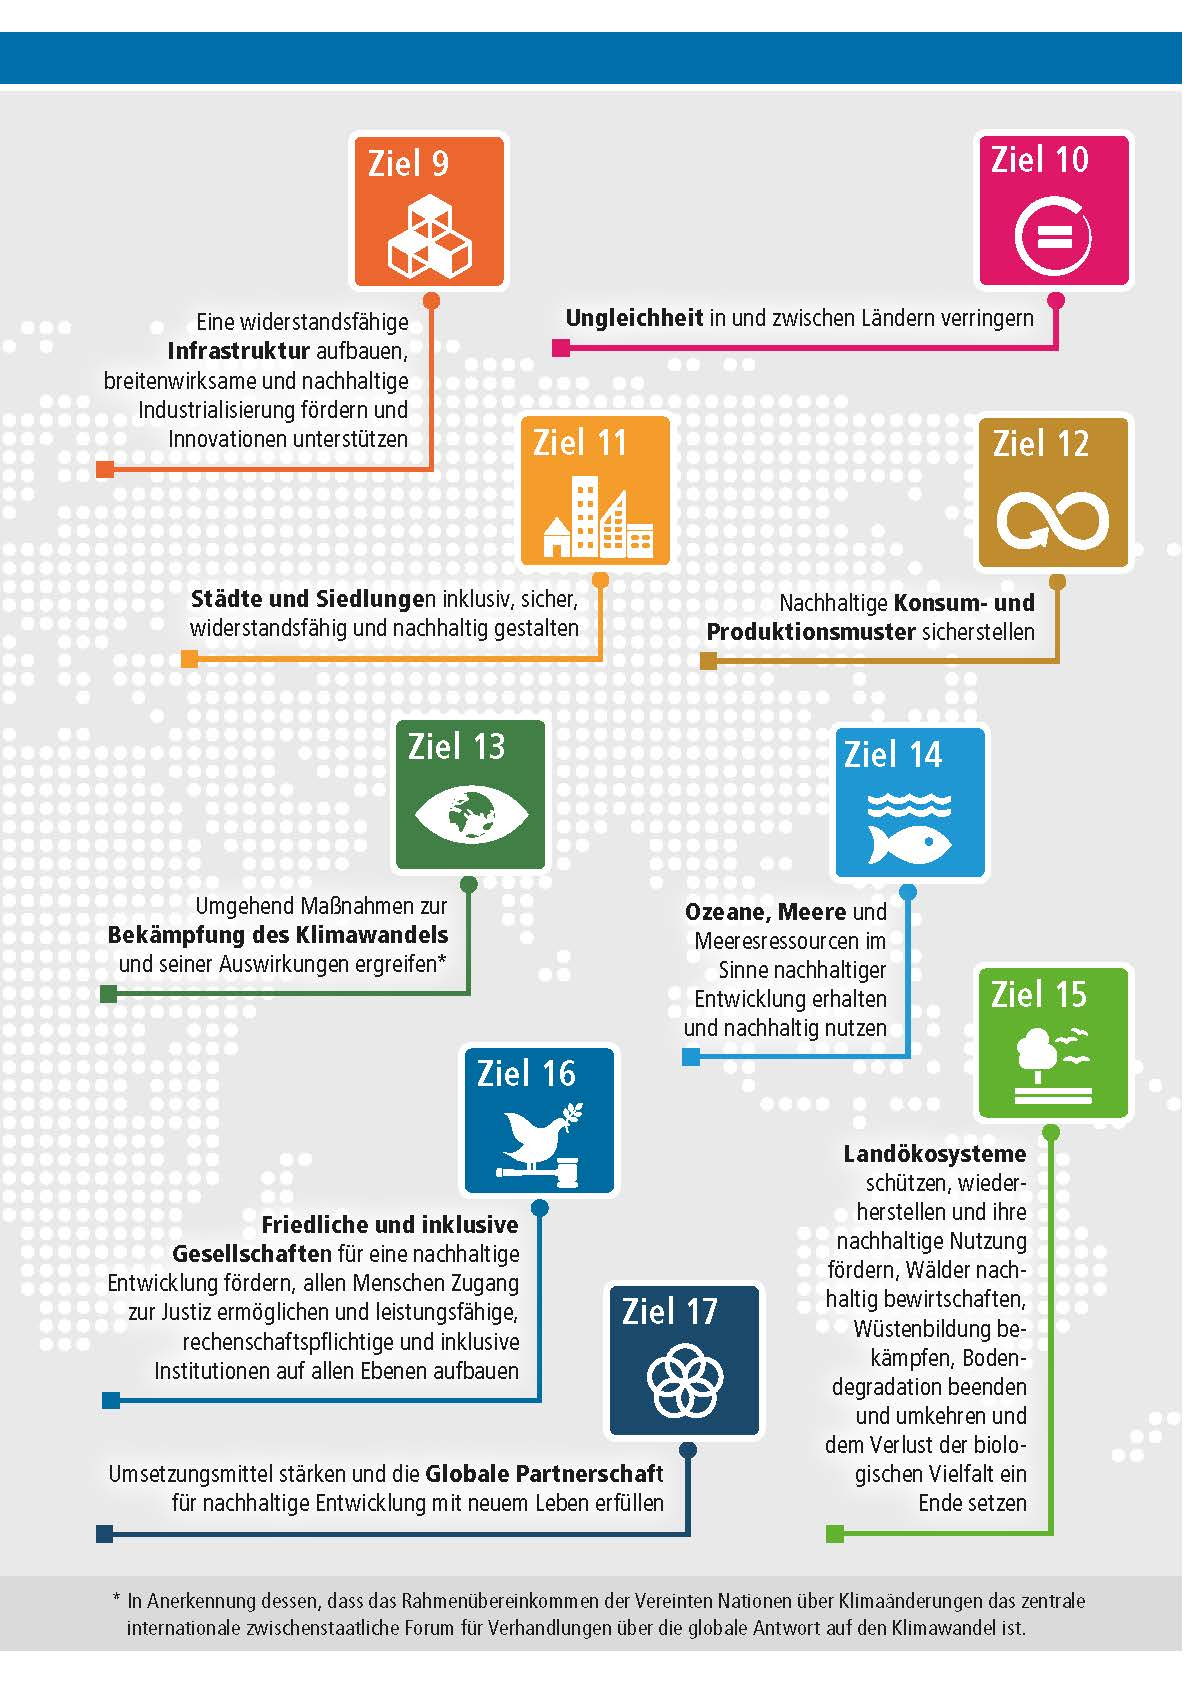 Ziel 9
Eine widerstandsfähige
Infrastruktur aufbauen,
breitenwirksame und nachhaltige
Industrialisierung fördern und
Innovationen unterstützen
Ziel 10
Ungleichheit in und zwischen Ländern verringern
Ziel 11
Städte und Siedlungen inklusiv, sicher,
widerstandsfähig und nachhaltig gestalten
Ziel 12
Nachhaltige Konsum- und
Produktionsmuster sicherstellen
Ziel 13
Umgehend Maßnahmen zur
Bekämpfung des Klimawandels
und seiner Auswirkungen ergreifen*
Ziel 14
Ozeane, Meere und
Meeresressourcen im
Sinne nachhaltiger
Entwicklung erhalten
und nachhaltig nutzen
Ziel 15
Landökosysteme
schützen, wieder-
herstellen und ihre
nachhaltige Nutzung
fördern, Wälder nach-
haltig bewirtschaften,
Wüstenbildung be-
kämpfen, Boden-
degradation beenden
und umkehren und
dem Verlust der biolo-
gischen Vielfalt ein
Ende setzen
Ziel 16
Friedliche und inklusive
Gesellschaften für eine nachhaltige
Entwicklung fördern, allen Menschen Zugang
zur Justiz ermöglichen und leistungsfähige,
rechenschaftspflichtige und inklusive
Institutionen auf allen Ebenen aufbauen
Ziel 17
Umsetzungsmittel stärken und die Globale Partnerschaft
für nachhaltige Entwicklung mit neuem Leben erfüllen
* In Anerkennung dessen, dass das Rahmenübereinkommen der Vereinten Nationen über Klimaänderungen das zentrale
internationale zwischenstaatliche Forum für Verhandlungen über die globale Antwort auf den Klimawandel ist.